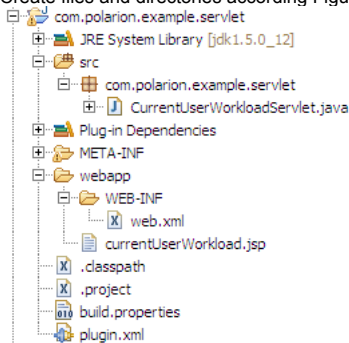 Create files and directories according Figu
com.polarion.example.servlet
JRE System Library [jdk1.5.0_12]
src
com.polarion.example.servlet
CurrentUserWorkloadServlet.java
Plug-in Dependencies
META-INF
webapp
WEB-INF
web.xml
currentUserWorkload.jsp
.classpath
.project
build.properties
plugin.xml